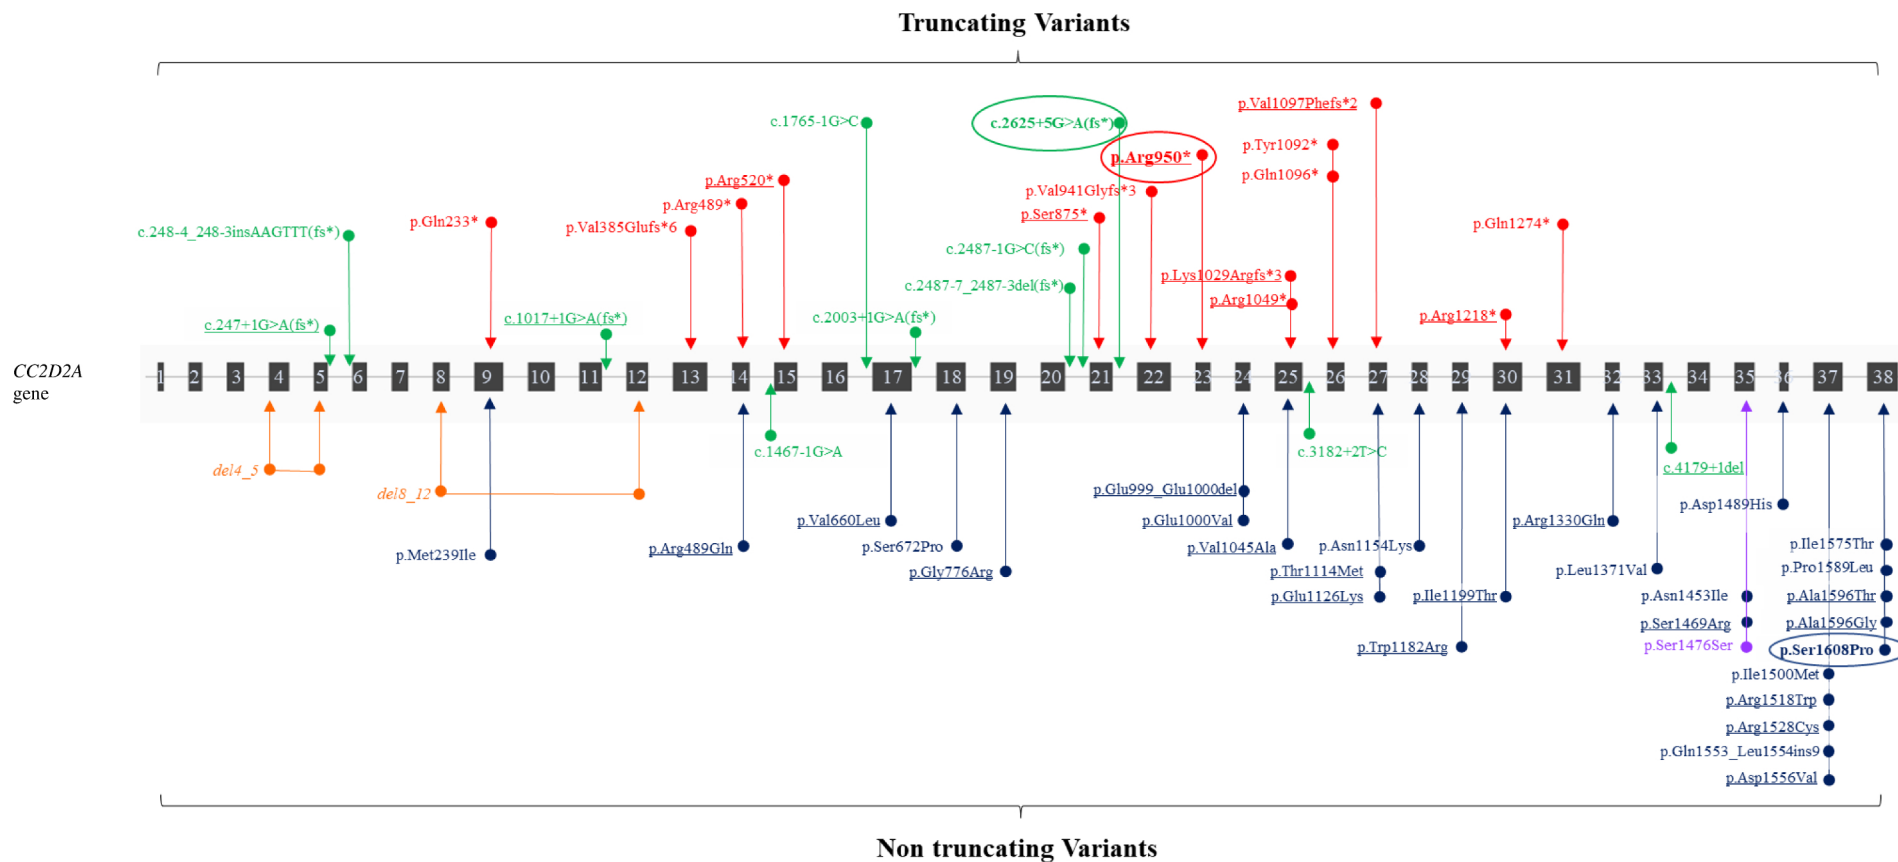 Truncating Variants
p.Val1097Phefs*2
c.1765-1G>C
c.2625+5G>A(fs*)
p.Tyr1092*
p.Arg950*
p.Gln1096*
p.Arg520*
p.Val941Glyfs*3
p.Arg489*
p.Ser875*
p.Gln233*
p.Gln1274*
p.Val385Glufs*6
c.248-4_248-3insAAGTTT(fs*)
c.2487-1G>C(fs*)
p.Lys1029Argfs*3
c.2487-7_2487-3del(fs*)
p.Arg1049*
c.247+1G>A(fs*)
c.1017+1G>A(fs*)
c.2003+1G>A(fs*)
p.Arg1218*
CC2D2A
gene
1 2 3 4 5 6 7 8 9 10 11 12 13 14 15 16 17 18 19 20 21 22 23 24 25 26 27 28 29 30 31 32 33 34 35 36 37 38
c.1467-1G>A
c.3182+2T>C
del4_5
c.4179+1del
del8_12
p.Glu999_Glu1000del
p.Asp1489His
p.Val660Leu
p.Glu1000Val
p.Arg1330Gln
p.Met239Ile
p.Arg489Gln
p.Ser672Pro
p.Val1045Ala
p.Asn1154Lys
p.Ile1575Thr
p.Gly776Arg
p.Thr1114Met
p.Leu1371Val
p.Pro1589Leu
p.Glu1126Lys
p.Ile1199Thr
p.Asn1453Ile
p.Ala1596Thr
p.Ser1469Arg
p.Ala1596Gly
p.Trp1182Arg
p.Ser1476Ser
p.Ser1608Pro
p.Ile1500Met
p.Arg1518Trp
p.Arg1528Cys
p.Gln1553_Leu1554ins9
p.Asp1556Val
Non truncating Variants